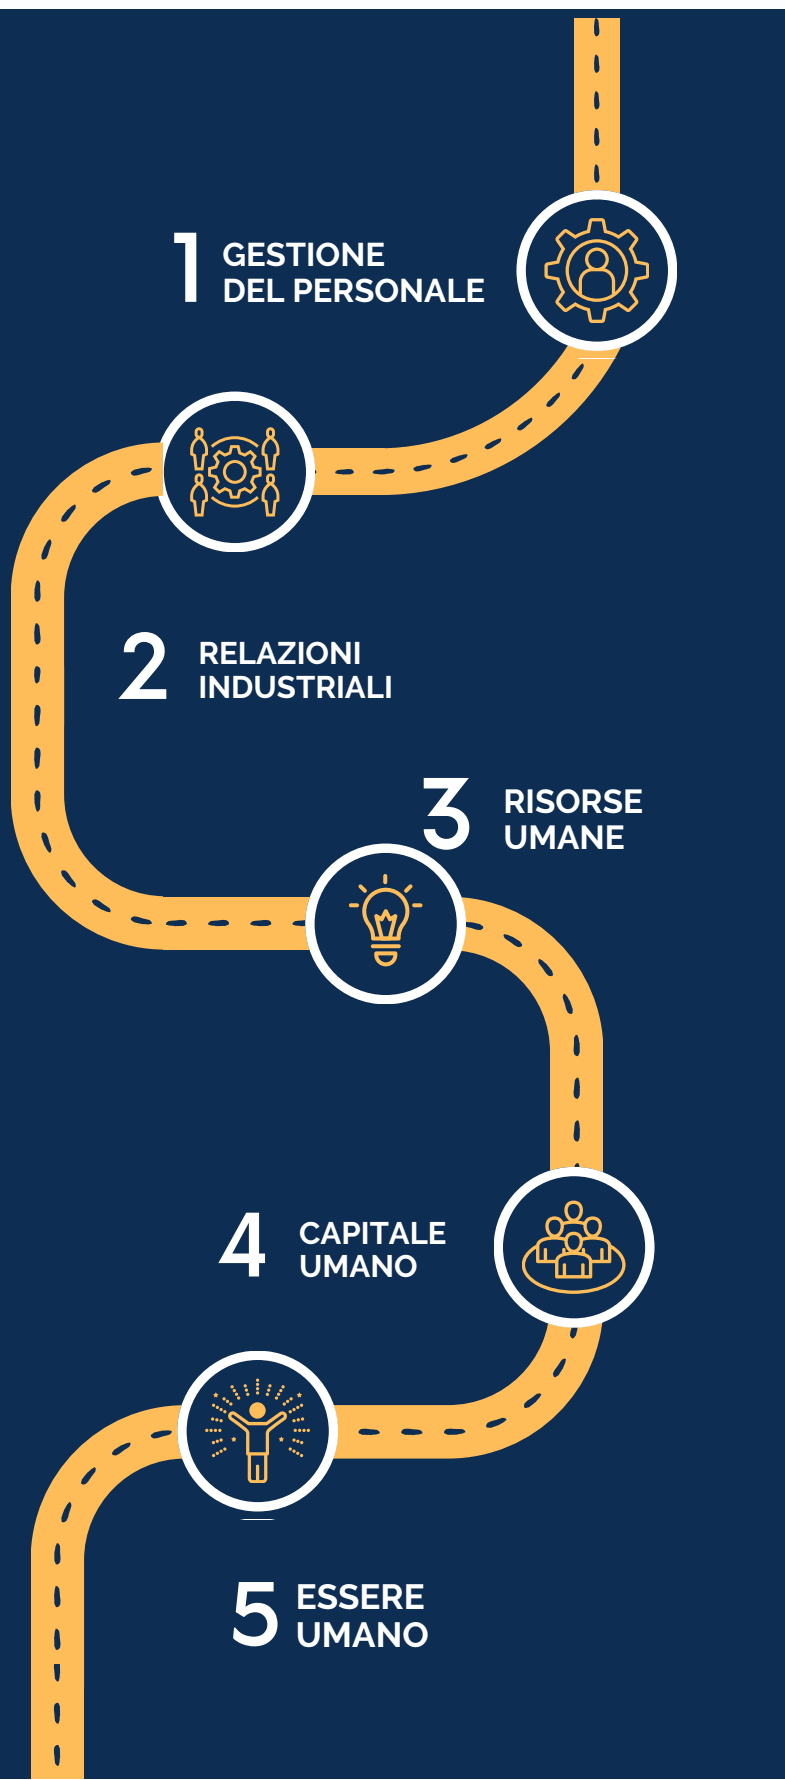 1 GESTIONE
DEL PERSONALE
2 RELAZIONI
INDUSTRIALI
3 RISORSE
UMANE
4 CAPITALE
UMANO
5 ESSERE
UMANO